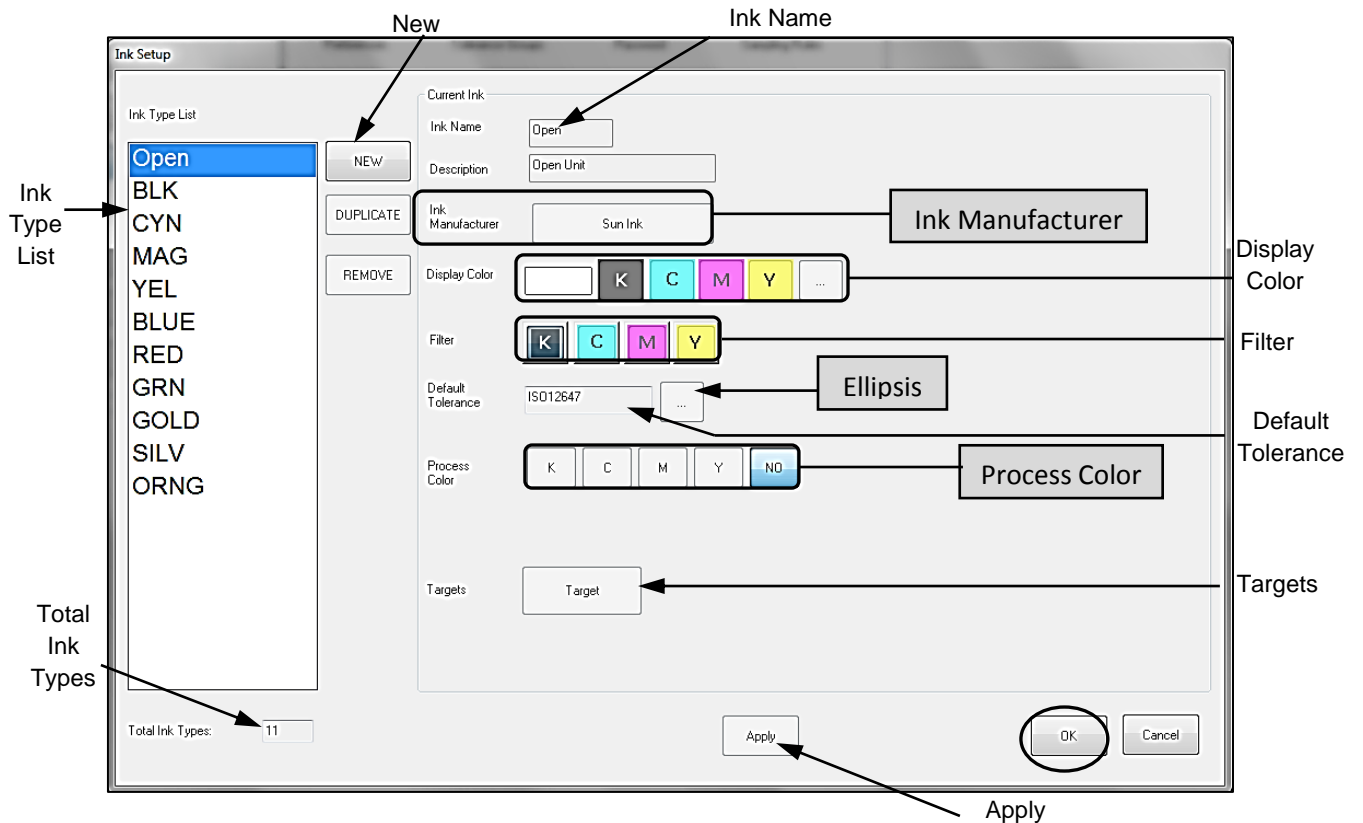 New
Ink Name
Ink Setup
Ink Type List
Open
BLK
CYN
MAG
YEL
BLUE
RED
GRN
GOLD
SILV
ORNG
Ink
Type
List
NEW
DUPLICATE
REMOVE
Current Ink
Ink Name
Open
Description
Open Unit
Ink
Manufacturer
Sun Ink
Ink Manufacturer
Display Color
K C M Y ...
Display
Color
Filter
K C M Y
Filter
Default
Tolerance
ISO12647
...
Ellipsis
Default
Tolerance
Process
Color
K C M Y NO
Process Color
Targets
Target
Targets
Total
Ink
Types
Total Ink Types: 11
Apply
OK
Cancel
Apply